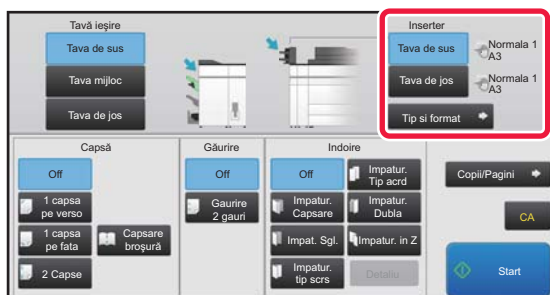 Tavă ieșire
Tava de sus
Tava mijloc
Tava de jos
Inserter
Tava de sus
Normala 1
A3
Tava de jos
Normala 1
A3
Tip si format
Capsă
Off
1 capsa
pe verso
1 capsa
pe fata
Capsare
broșură
2 Capse
Găurire
Off
Gaurire
2 gauri
Indoire
Off
Impatur.
Tip acrd
Impatur.
Capsare
Impatur.
Dubla
Impat. Sgl.
Impatur. in Z
Impatur.
tip scrs
Detaliu
Copii/Pagini
CA
Start